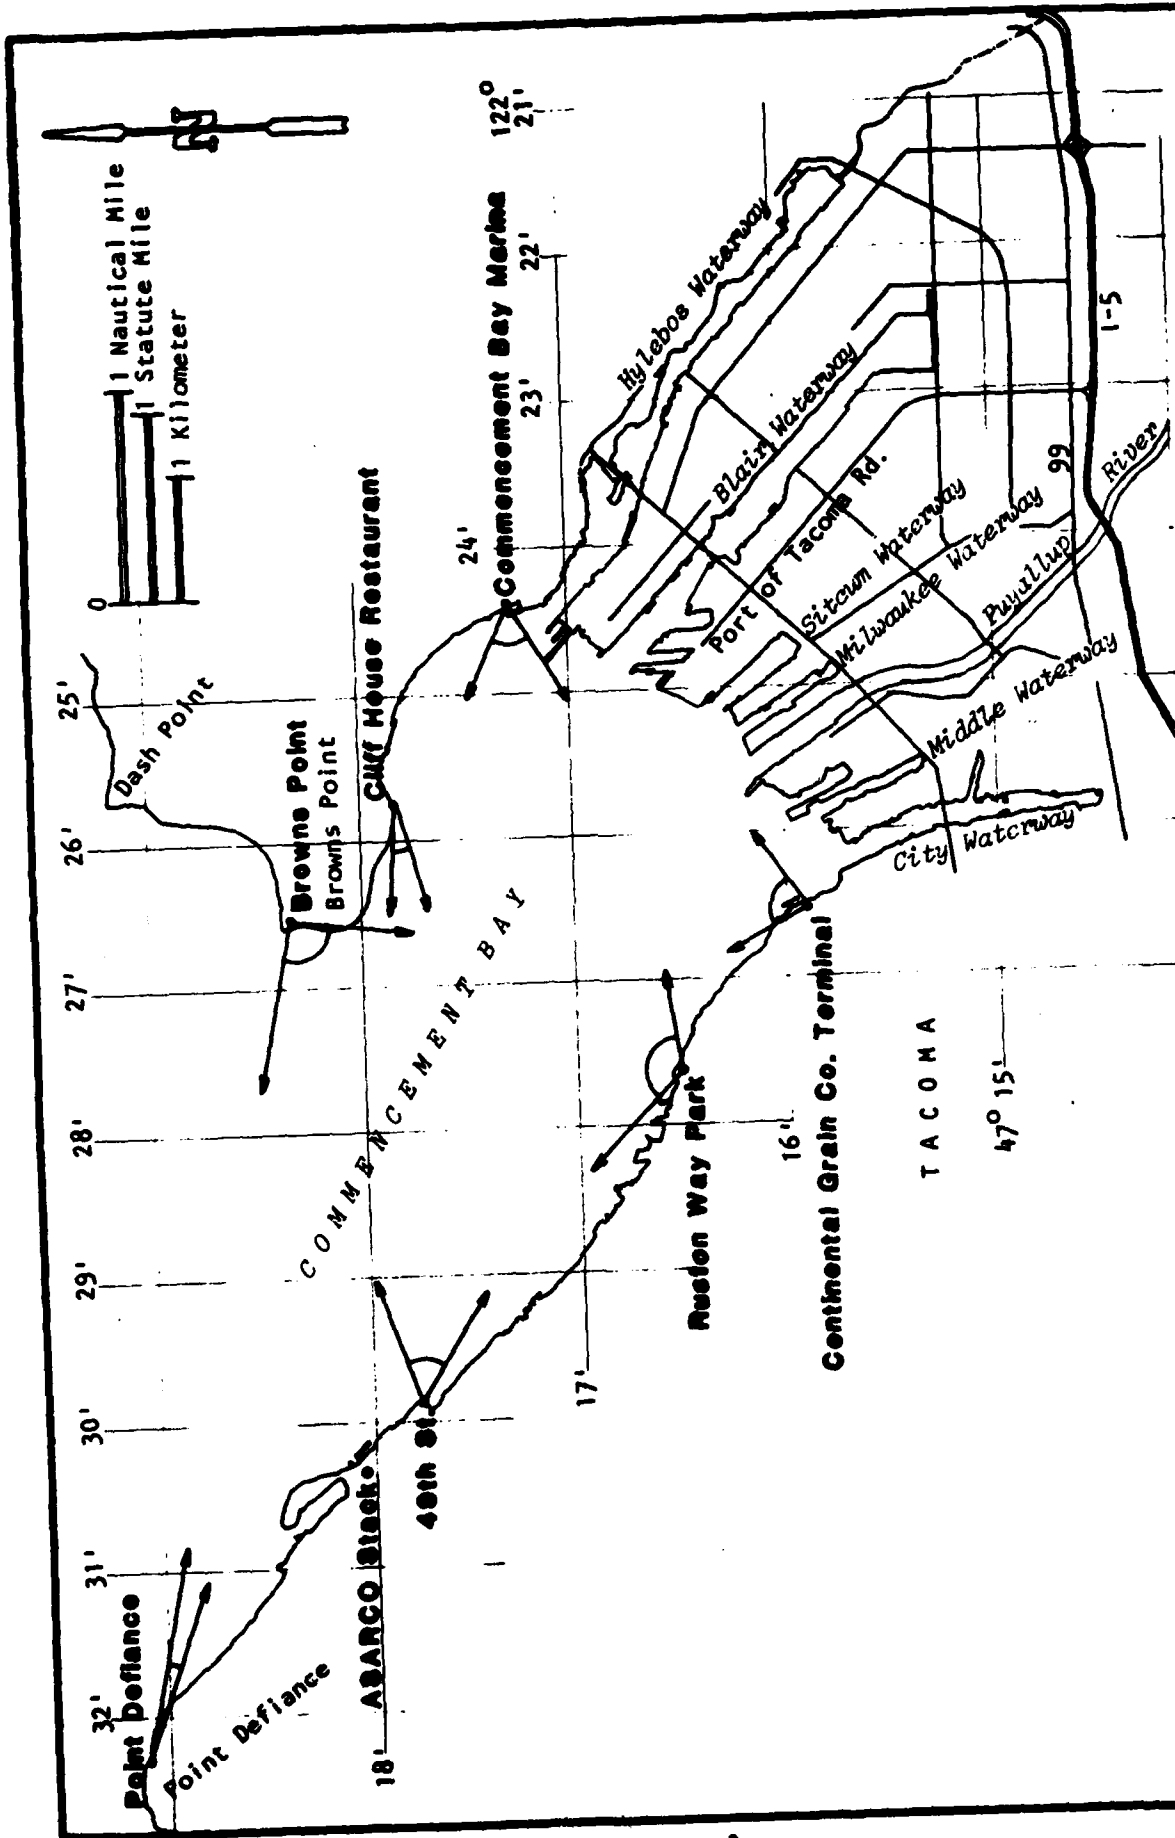 0
1 Nautical Mile
1 Statute Mile
1 Kilometer
N
32'
31'
30'
29'
28'
27'
26'
25'
24'
23'
22'
122°
21'
Point Defiance
Point Defiance
Dash Point
Browns Point
Browns Point
Cliff House Restaurant
Commencement Bay Marina
COMMENCEMENT BAY
ASARCO Stack
49th St.
Ruston Way Park
Continental Grain Co. Terminal
TACOMA
18'
17'
16'
47° 15'
Hylebos Waterway
Blair Waterway
Port of Tacoma Rd.
Sitcum Waterway
Milwaukee Waterway
Puyallup River
Middle Waterway
City Waterway
99
I-5